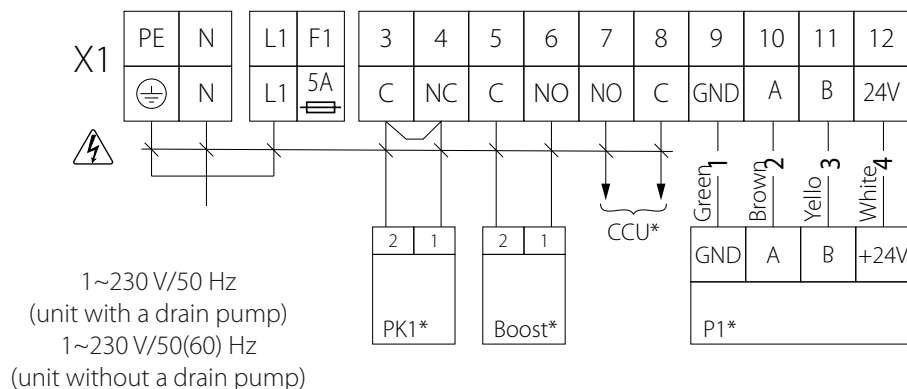 X1
PE N L1 F1 3 4 5 6 7 8 9 10 11 12
N L1 5A C NC C NO NO C GND A B 24V
Green 1 Brown 2 Yello 3 White 4
CCU*
2 1 2 1
GND A B +24V
PK1* Boost* P1*
1~230 V/50 Hz
(unit with a drain pump)
1~230 V/50(60) Hz
(unit without a drain pump)